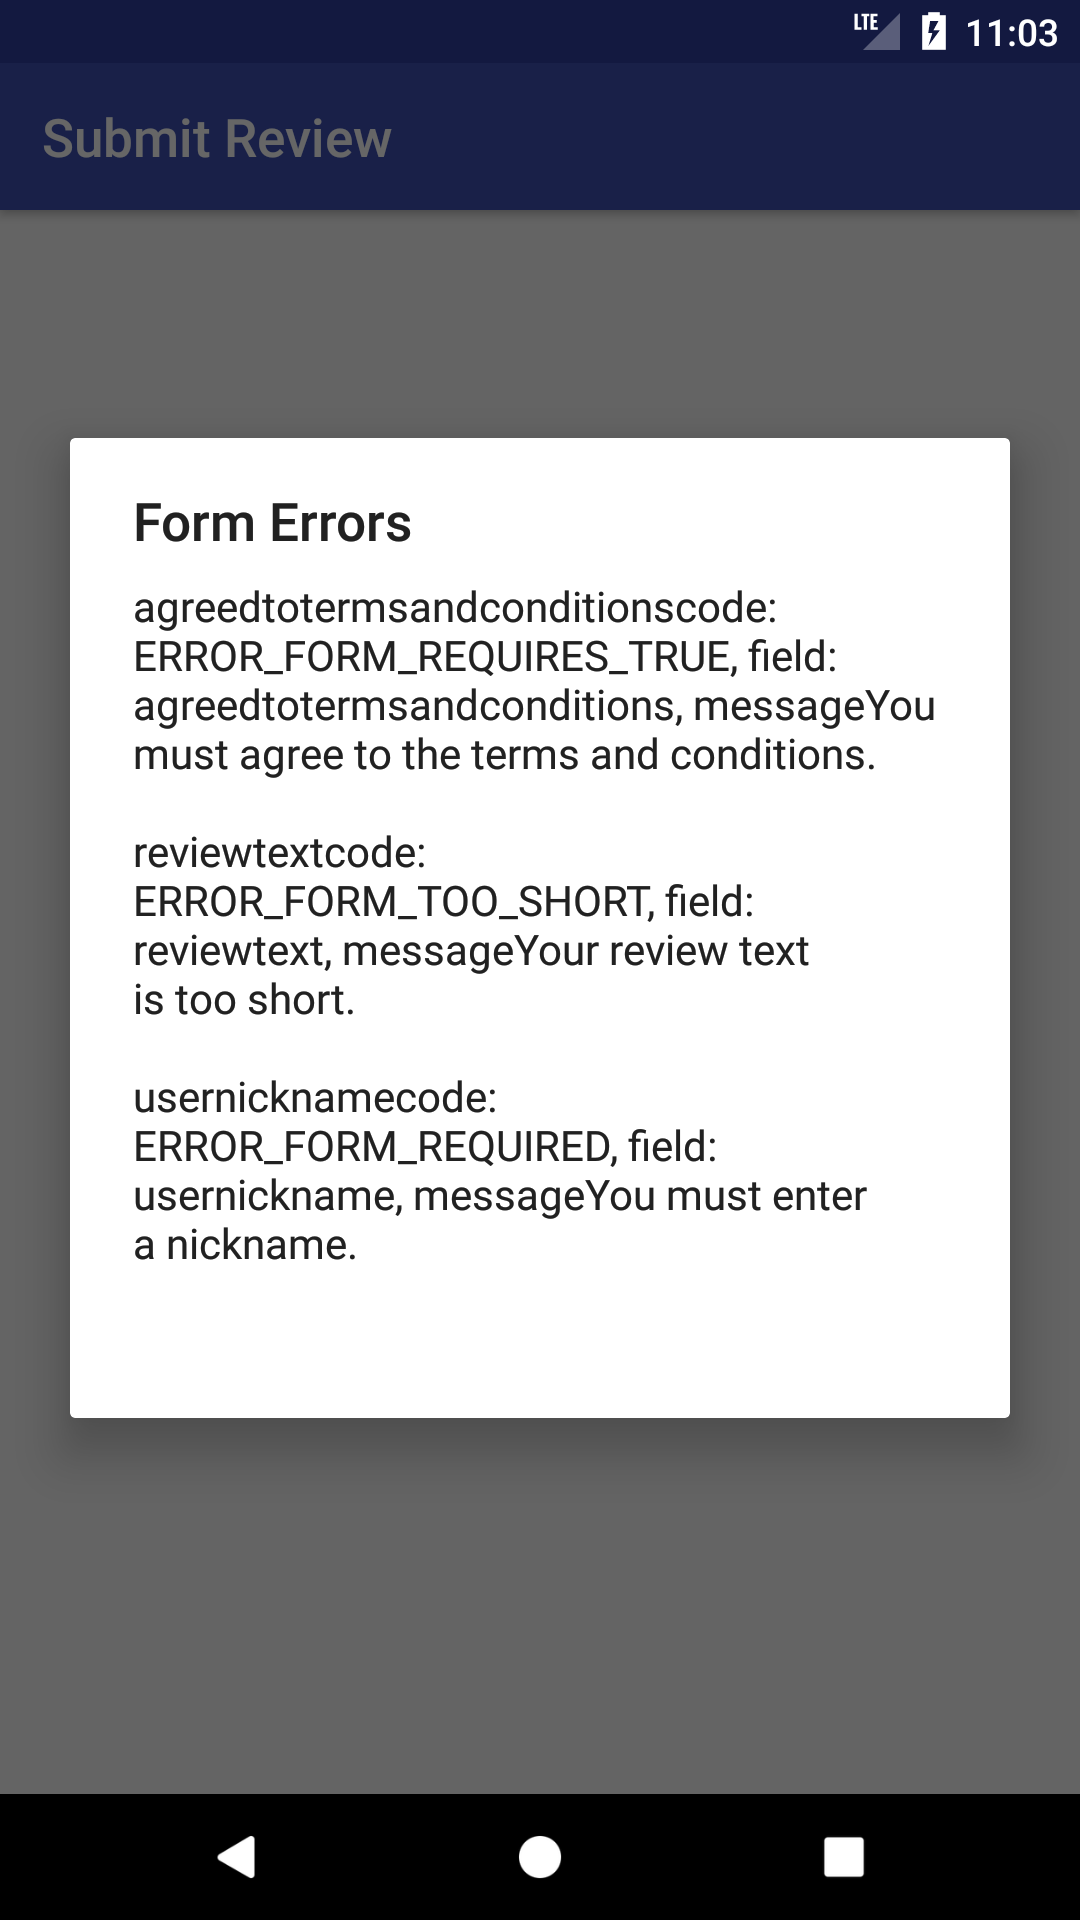 LTE 11:03
Submit Review
Form Errors
agreedtotermsandconditionscode:
ERROR_FORM_REQUIRES_TRUE, field:
agreedtotermsandconditions, messageYou
must agree to the terms and conditions.
reviewtextcode:
ERROR_FORM_TOO_SHORT, field:
reviewtext, messageYour review text
is too short.
usernicknamecode:
ERROR_FORM_REQUIRED, field:
usernickname, messageYou must enter
a nickname.